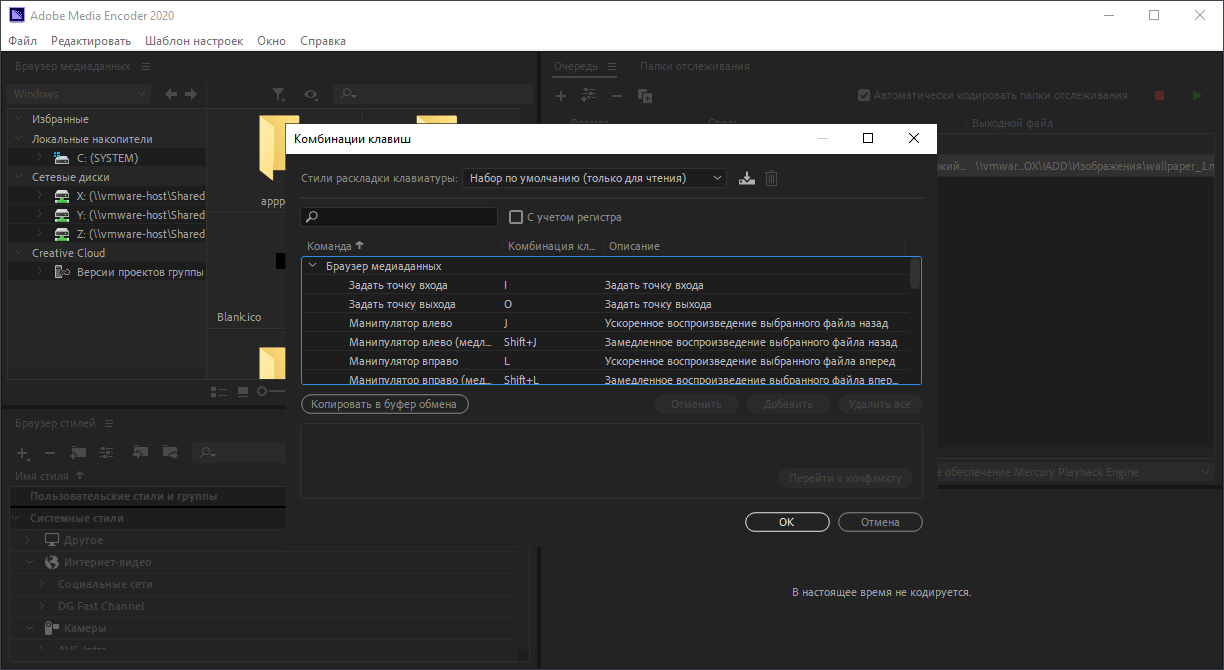 Adobe Media Encoder 2020
Файл Редактировать Шаблон настроек Окно Справка
Браузер медиаданных
Windows
Избранные
Локальные накопители
C: (SYSTEM)
Сетевые диски
X: (\\vmware-host\Shared
Y: (\\vmware-host\Shared
Z: (\\vmware-host\Shared
Creative Cloud
Версии проектов группы
appp
Blank.ico
Очередь Папки отслеживания
Автоматически кодировать папки отслеживания
Формат Стиль Выходной файл
окий... \\vmwar...OX\!ADD\Изображения\wallpaper_1.m
е обеспечение Mercury Playback Engine
Комбинации клавиш
Стили раскладки клавиатуры: Набор по умолчанию (только для чтения)
С учетом регистра
Команда Комбинация кл... Описание
Браузер медиаданных
Задать точку входа I Задать точку входа
Задать точку выхода O Задать точку выхода
Манипулятор влево J Ускоренное воспроизведение выбранного файла назад
Манипулятор влево (медл... Shift+J Замедленное воспроизведение выбранного файла назад
Манипулятор вправо L Ускоренное воспроизведение выбранного файла вперед
Манипулятор вправо (мед... Shift+L Замедленное воспроизведение выбранного файла впер...
Копировать в буфер обмена Отменить Добавить Удалить все
Перейти к конфликту
OK Отмена
Браузер стилей
Имя стиля
Пользовательские стили и группы
Системные стили
Другое
Интернет-видео
Социальные сети
DG Fast Channel
Камеры
AVC-Intra
В настоящее время не кодируется.